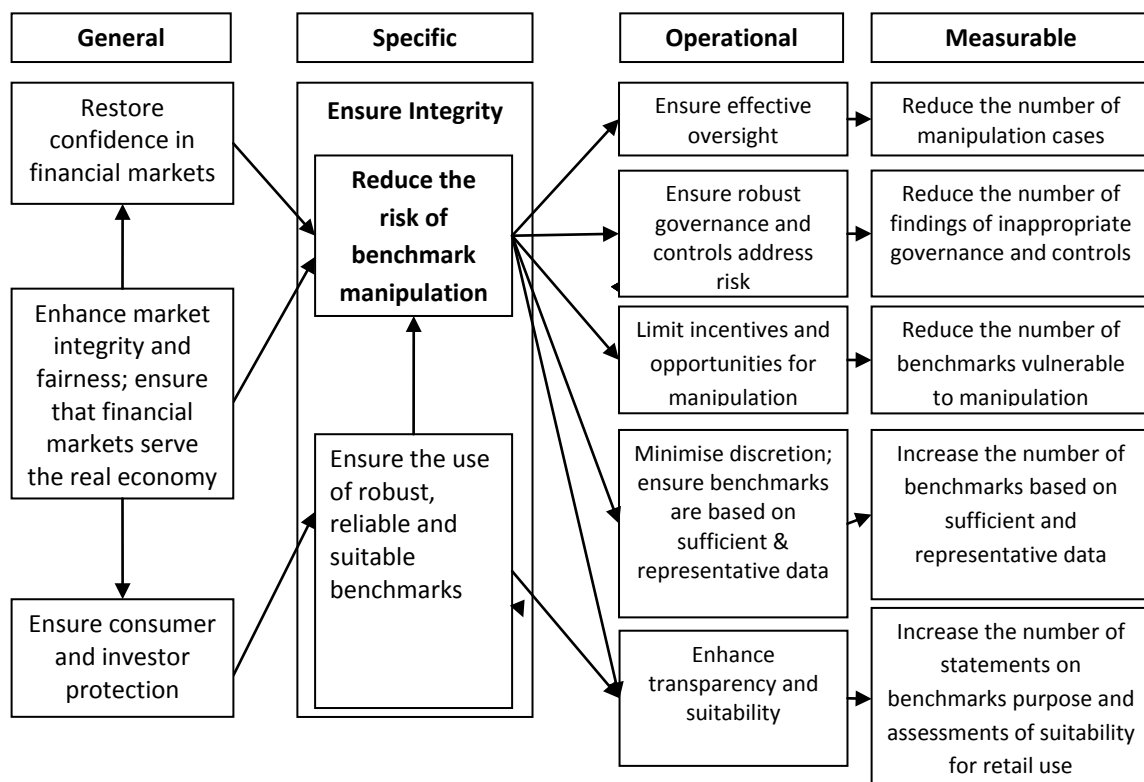 General
Specific
Operational
Measurable
Restore
confidence in
financial markets
Enhance market
integrity and
fairness; ensure
that financial
markets serve
the real economy
Ensure consumer
and investor
protection
Ensure Integrity
Reduce the
risk of
benchmark
manipulation
Ensure the use
of robust,
reliable and
suitable
benchmarks
Ensure effective
oversight
Ensure robust
governance and
controls address
risk
Limit incentives and
opportunities for
manipulation
Minimise discretion;
ensure benchmarks
are based on
sufficient &
representative data
Enhance
transparency and
suitability
Reduce the number of
manipulation cases
Reduce the number of
findings of inappropriate
governance and controls
Reduce the number of
benchmarks vulnerable
to manipulation
Increase the number of
benchmarks based on
sufficient and
representative data
Increase the number of
statements on
benchmarks purpose and
assessments of suitability
for retail use